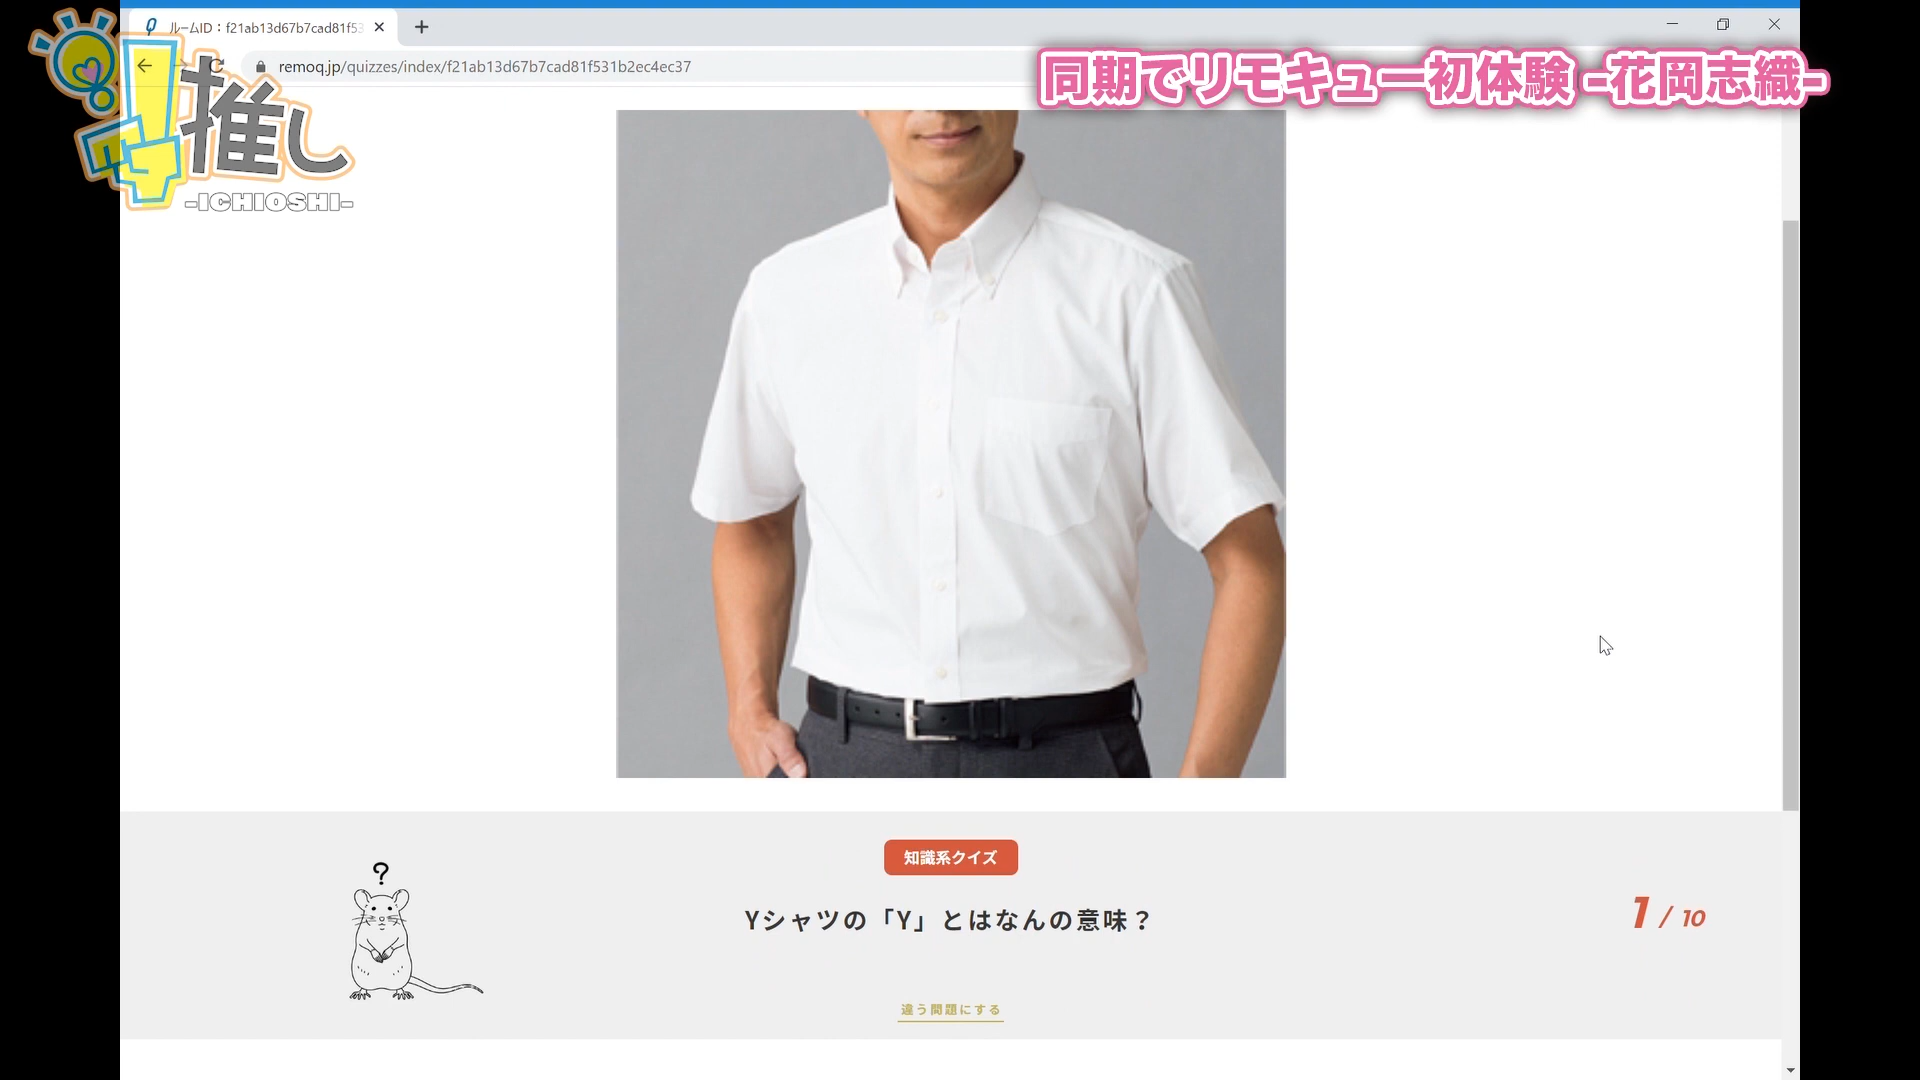 ルームID：f21ab13d67b7cad81f53
remoq.jp/quizzes/index/f21ab13d67b7cad81f531b2ec4ec37
同期でリモキュー初体験 -花岡志織-
推し
-ICHIOSHI-
知識系クイズ
Yシャツの「Y」とはなんの意味？
?
1 / 10
違う問題にする